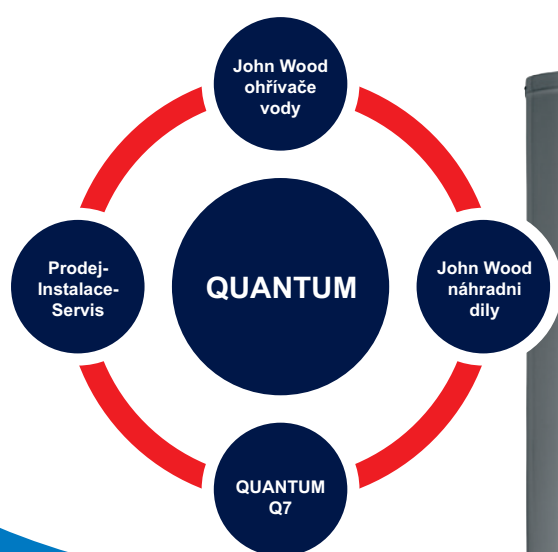 John Wood
ohřívače
vody
Prodej-
Instalace-
Servis
QUANTUM
John Wood
náhradni
dily
QUANTUM
Q7